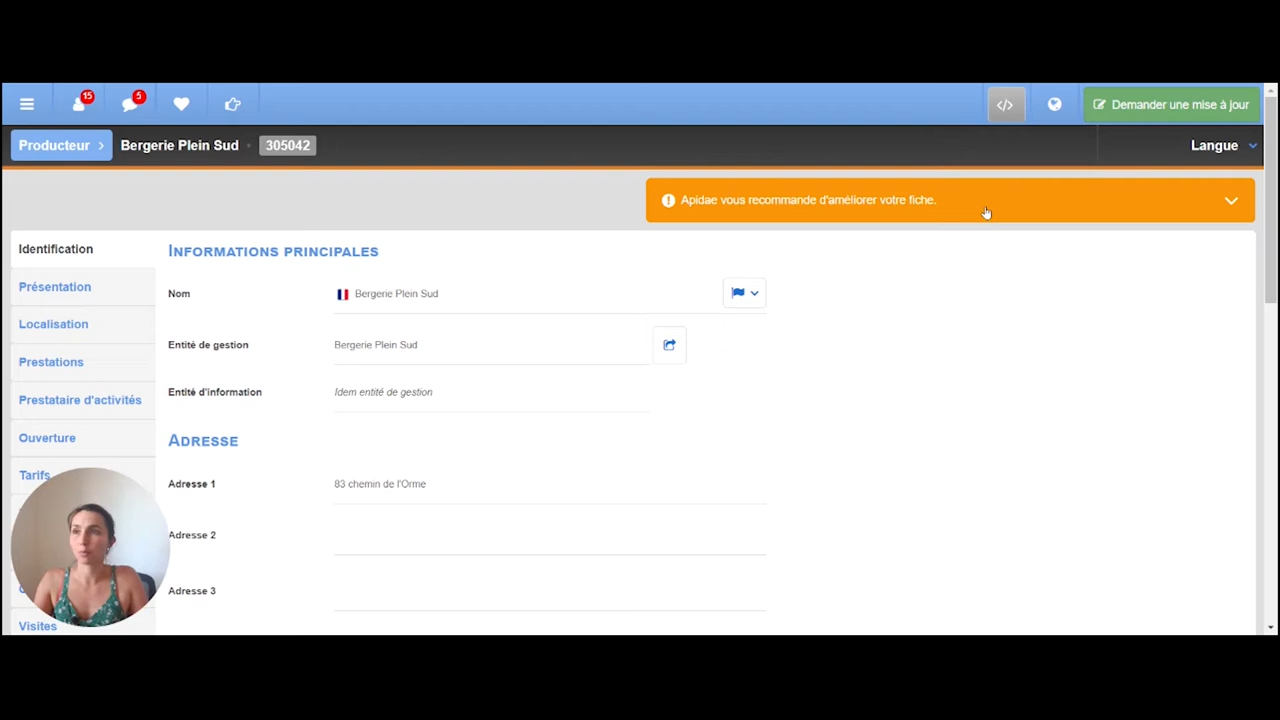 15
5
Demander une mise à jour
Producteur
Bergerie Plein Sud
305042
Langue
Apidae vous recommande d'améliorer votre fiche.
Identification
Présentation
Localisation
Prestations
Prestataire d'activités
Ouverture
Tarifs
Visites
Informations principales
Nom
Bergerie Plein Sud
Entité de gestion
Bergerie Plein Sud
Entité d'information
Idem entité de gestion
Adresse
Adresse 1
83 chemin de l'Orme
Adresse 2
Adresse 3